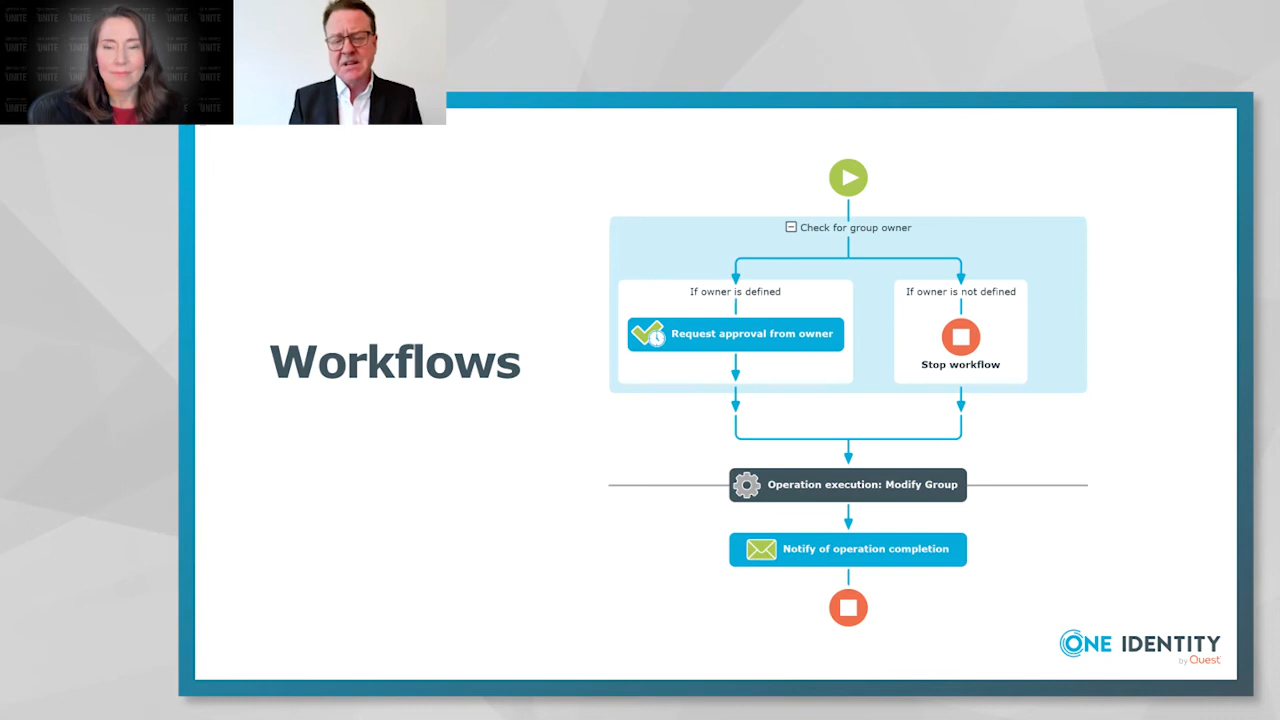 UNITE
Workflows
Check for group owner
If owner is defined
If owner is not defined
Request approval from owner
Stop workflow
Operation execution: Modify Group
Notify of operation completion
ONE IDENTITY
by Quest